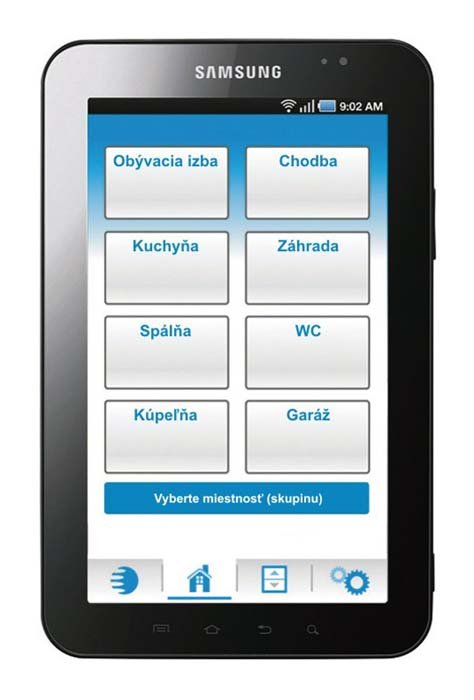 SAMSUNG
9:02 AM
Obývacia izba
Chodba
Kuchyňa
Záhrada
Spálňa
WC
Kúpeľňa
Garáž
Vyberte miestnosť (skupinu)